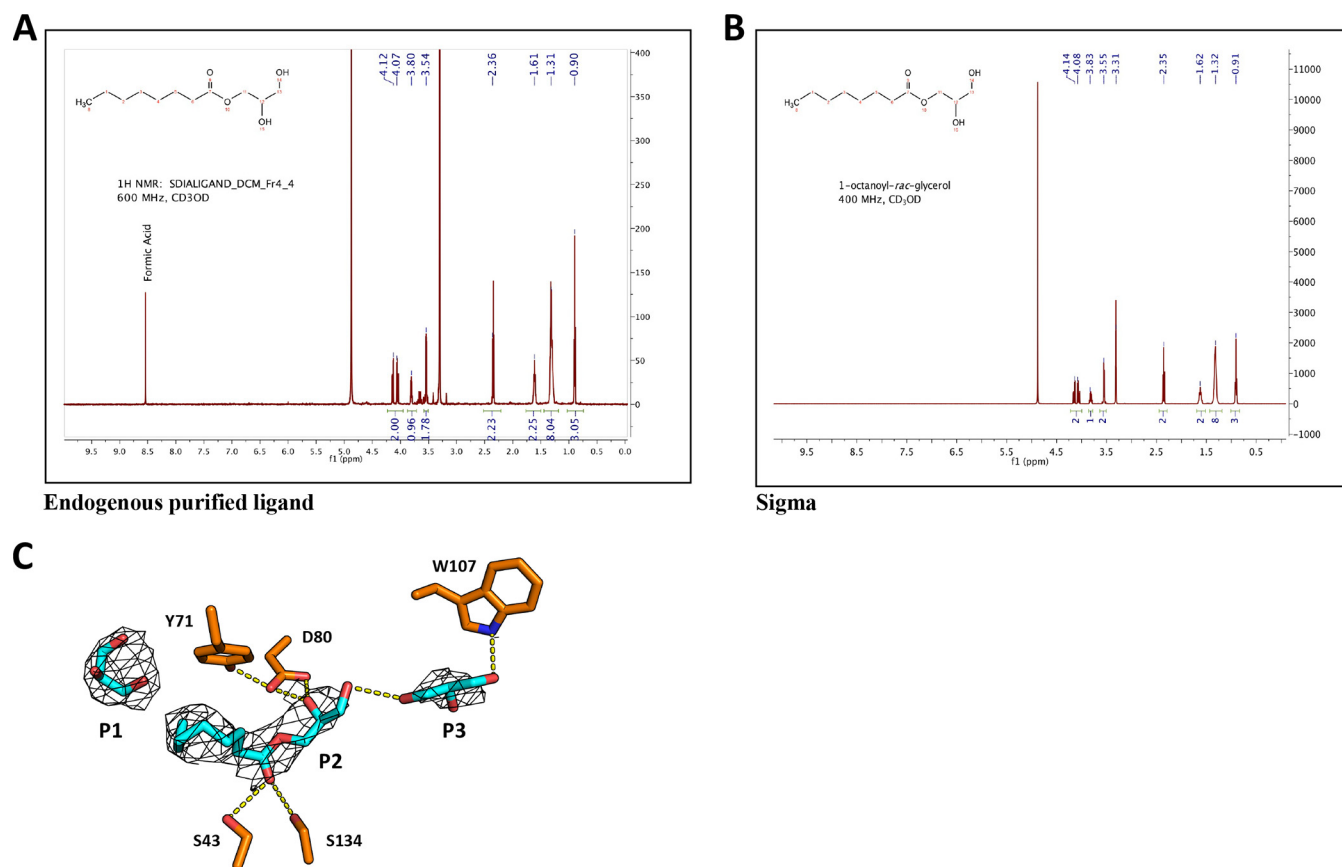 A
4.12
4.07
3.80
3.54
2.36
1.61
1.31
0.90
400
350
300
250
200
150
100
50
0
O
OH
H₃C
O
OH
1H NMR: SDIALIGAND_DCM_Fr4_4
600 MHz, CD3OD
Formic Acid
2.00
0.96
1.78
2.23
2.25
8.04
3.05
9.5 9.0 8.5 8.0 7.5 7.0 6.5 6.0 5.5 5.0 4.5 4.0 3.5 3.0 2.5 2.0 1.5 1.0 0.5 0.0
f1 (ppm)
Endogenous purified ligand
B
4.14
4.08
3.83
3.55
3.31
2.35
1.62
1.32
0.91
11000
10000
9000
8000
7000
6000
5000
4000
3000
2000
1000
0
-1000
O
OH
H₃C
O
OH
1-octanoyl-rac-glycerol
400 MHz, CD₃OD
2
1
2
2
2
8
3
9.5 8.5 7.5 6.5 5.5 4.5 3.5 2.5 1.5 0.5
f1 (ppm)
Sigma
C
W107
Y71
D80
P1
P2
P3
S43
S134